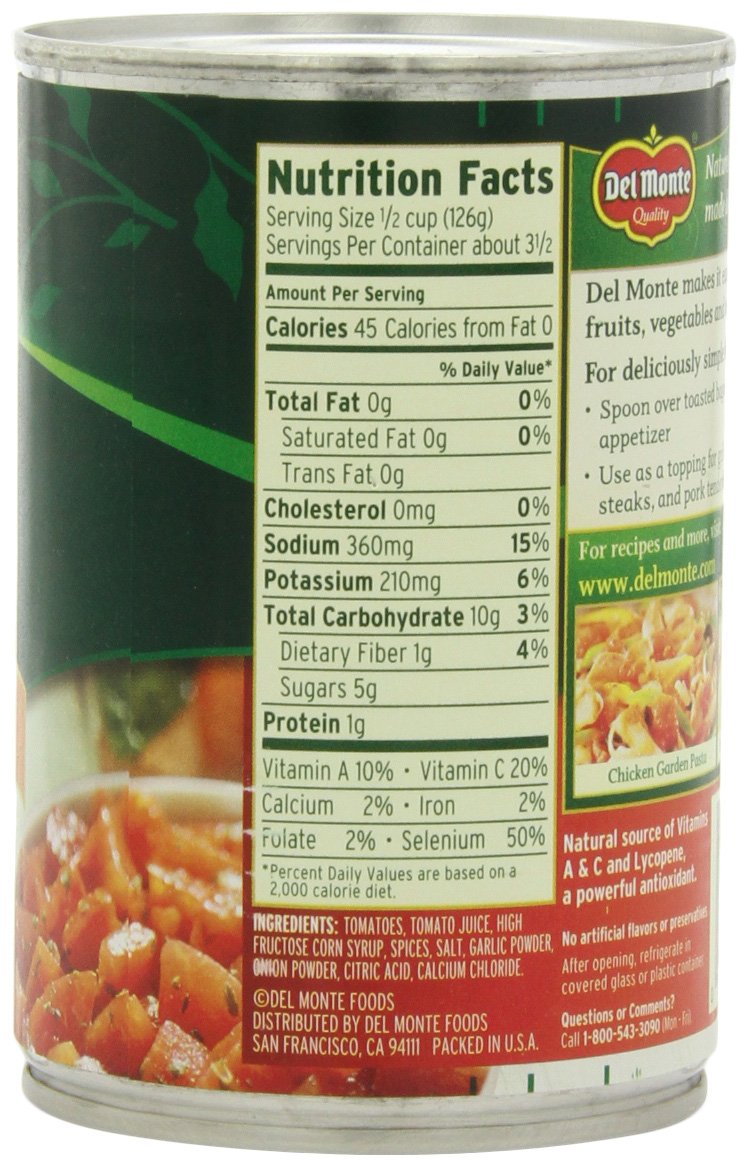 Nutrition Facts
Serving Size 1/2 cup (126g)
Servings Per Container about 31/2
Amount Per Serving
Calories 45 Calories from Fat 0
% Daily Value*
Total Fat 0g 0%
Saturated Fat 0g 0%
Trans Fat 0g
Cholesterol 0mg 0%
Sodium 360mg 15%
Potassium 210mg 6%
Total Carbohydrate 10g 3%
Dietary Fiber 1g 4%
Sugars 5g
Protein 1g
Vitamin A 10% • Vitamin C 20%
Calcium 2% • Iron 2%
Folate 2% • Selenium 50%
*Percent Daily Values are based on a
2,000 calorie diet.
INGREDIENTS: TOMATOES, TOMATO JUICE, HIGH
FRUCTOSE CORN SYRUP, SPICES, SALT, GARLIC POWDER,
ONION POWDER, CITRIC ACID, CALCIUM CHLORIDE.
©DEL MONTE FOODS
DISTRIBUTED BY DEL MONTE FOODS
SAN FRANCISCO, CA 94111 PACKED IN U.S.A.
Del Monte
®
Quality
Del Monte makes it
fruits, vegetables
For deliciously
• Spoon over toasted
appetizer
• Use as a topping for
steaks, and pork
For recipes and more,
www.delmonte.com
Chicken Garden Pasta
Natural source of Vitamins
A & C and Lycopene,
a powerful antioxidant.
No artificial flavors or preservatives
After opening, refrigerate in
covered glass or plastic container
Questions or Comments?
Call 1-800-543-3090 (Mon - Fri)